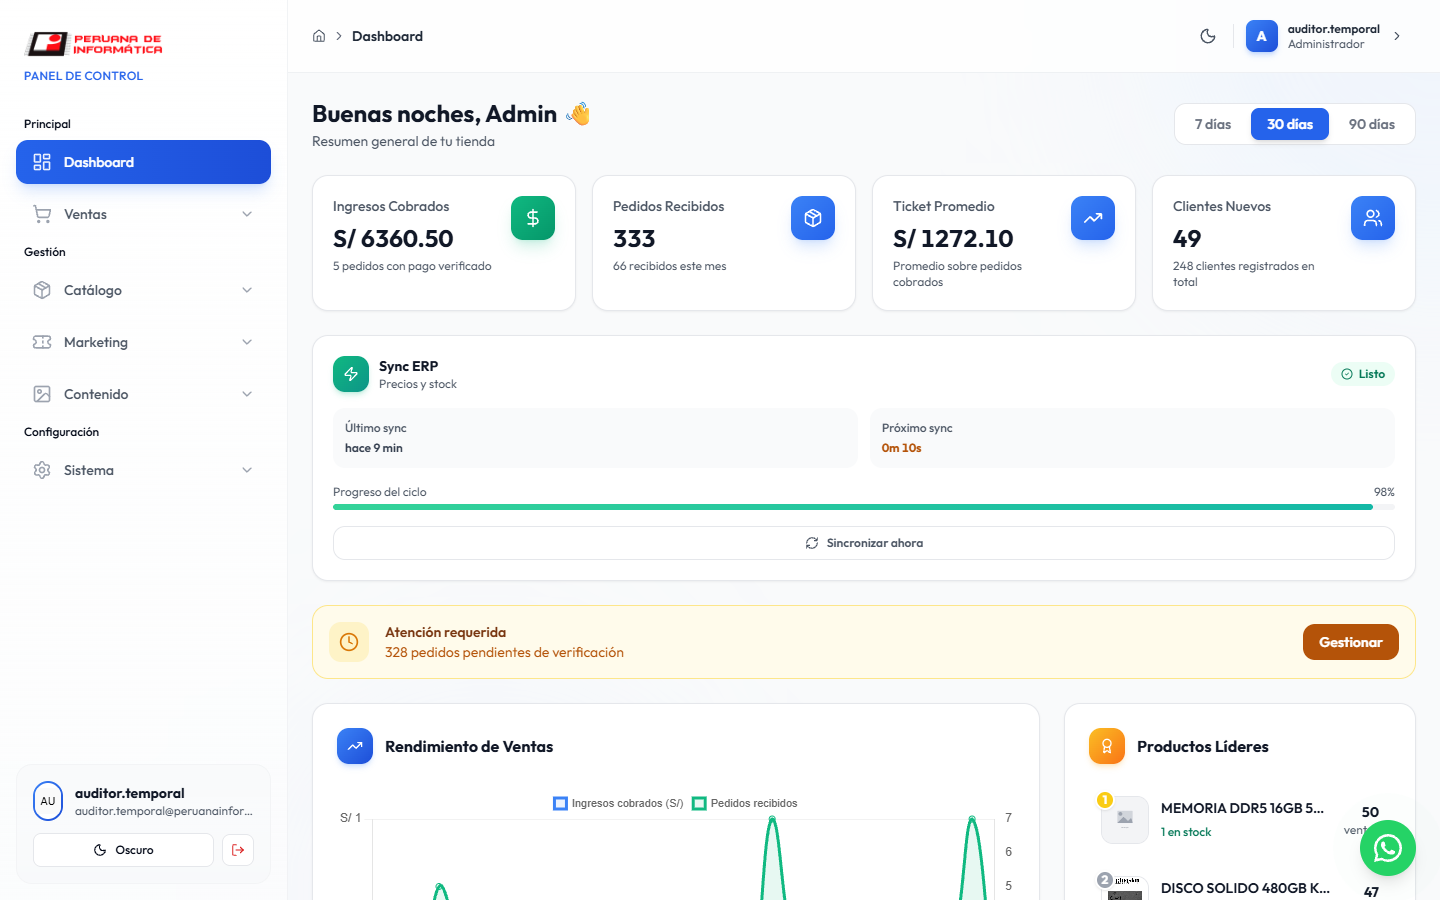 PERUANA DE
INFORMÁTICA
PANEL DE CONTROL
Principal
Dashboard
Ventas
Gestión
Catálogo
Marketing
Contenido
Configuración
Sistema
AU
auditor.temporal
auditor.temporal@peruanainfor...
Oscuro
Dashboard
A
auditor.temporal
Administrador
Buenas noches, Admin 👋
Resumen general de tu tienda
7 días
30 días
90 días
Ingresos Cobrados
S/ 6360.50
5 pedidos con pago verificado
Pedidos Recibidos
333
66 recibidos este mes
Ticket Promedio
S/ 1272.10
Promedio sobre pedidos
cobrados
Clientes Nuevos
49
248 clientes registrados en
total
Sync ERP
Precios y stock
Listo
Último sync
hace 9 min
Próximo sync
0m 10s
Progreso del ciclo
98%
Sincronizar ahora
Atención requerida
328 pedidos pendientes de verificación
Gestionar
Rendimiento de Ventas
Ingresos cobrados (S/)
Pedidos recibidos
S/ 1
7
6
5
Productos Líderes
1
MEMORIA DDR5 16GB 5...
1 en stock
50
2
DISCO SOLIDO 480GB K...
47